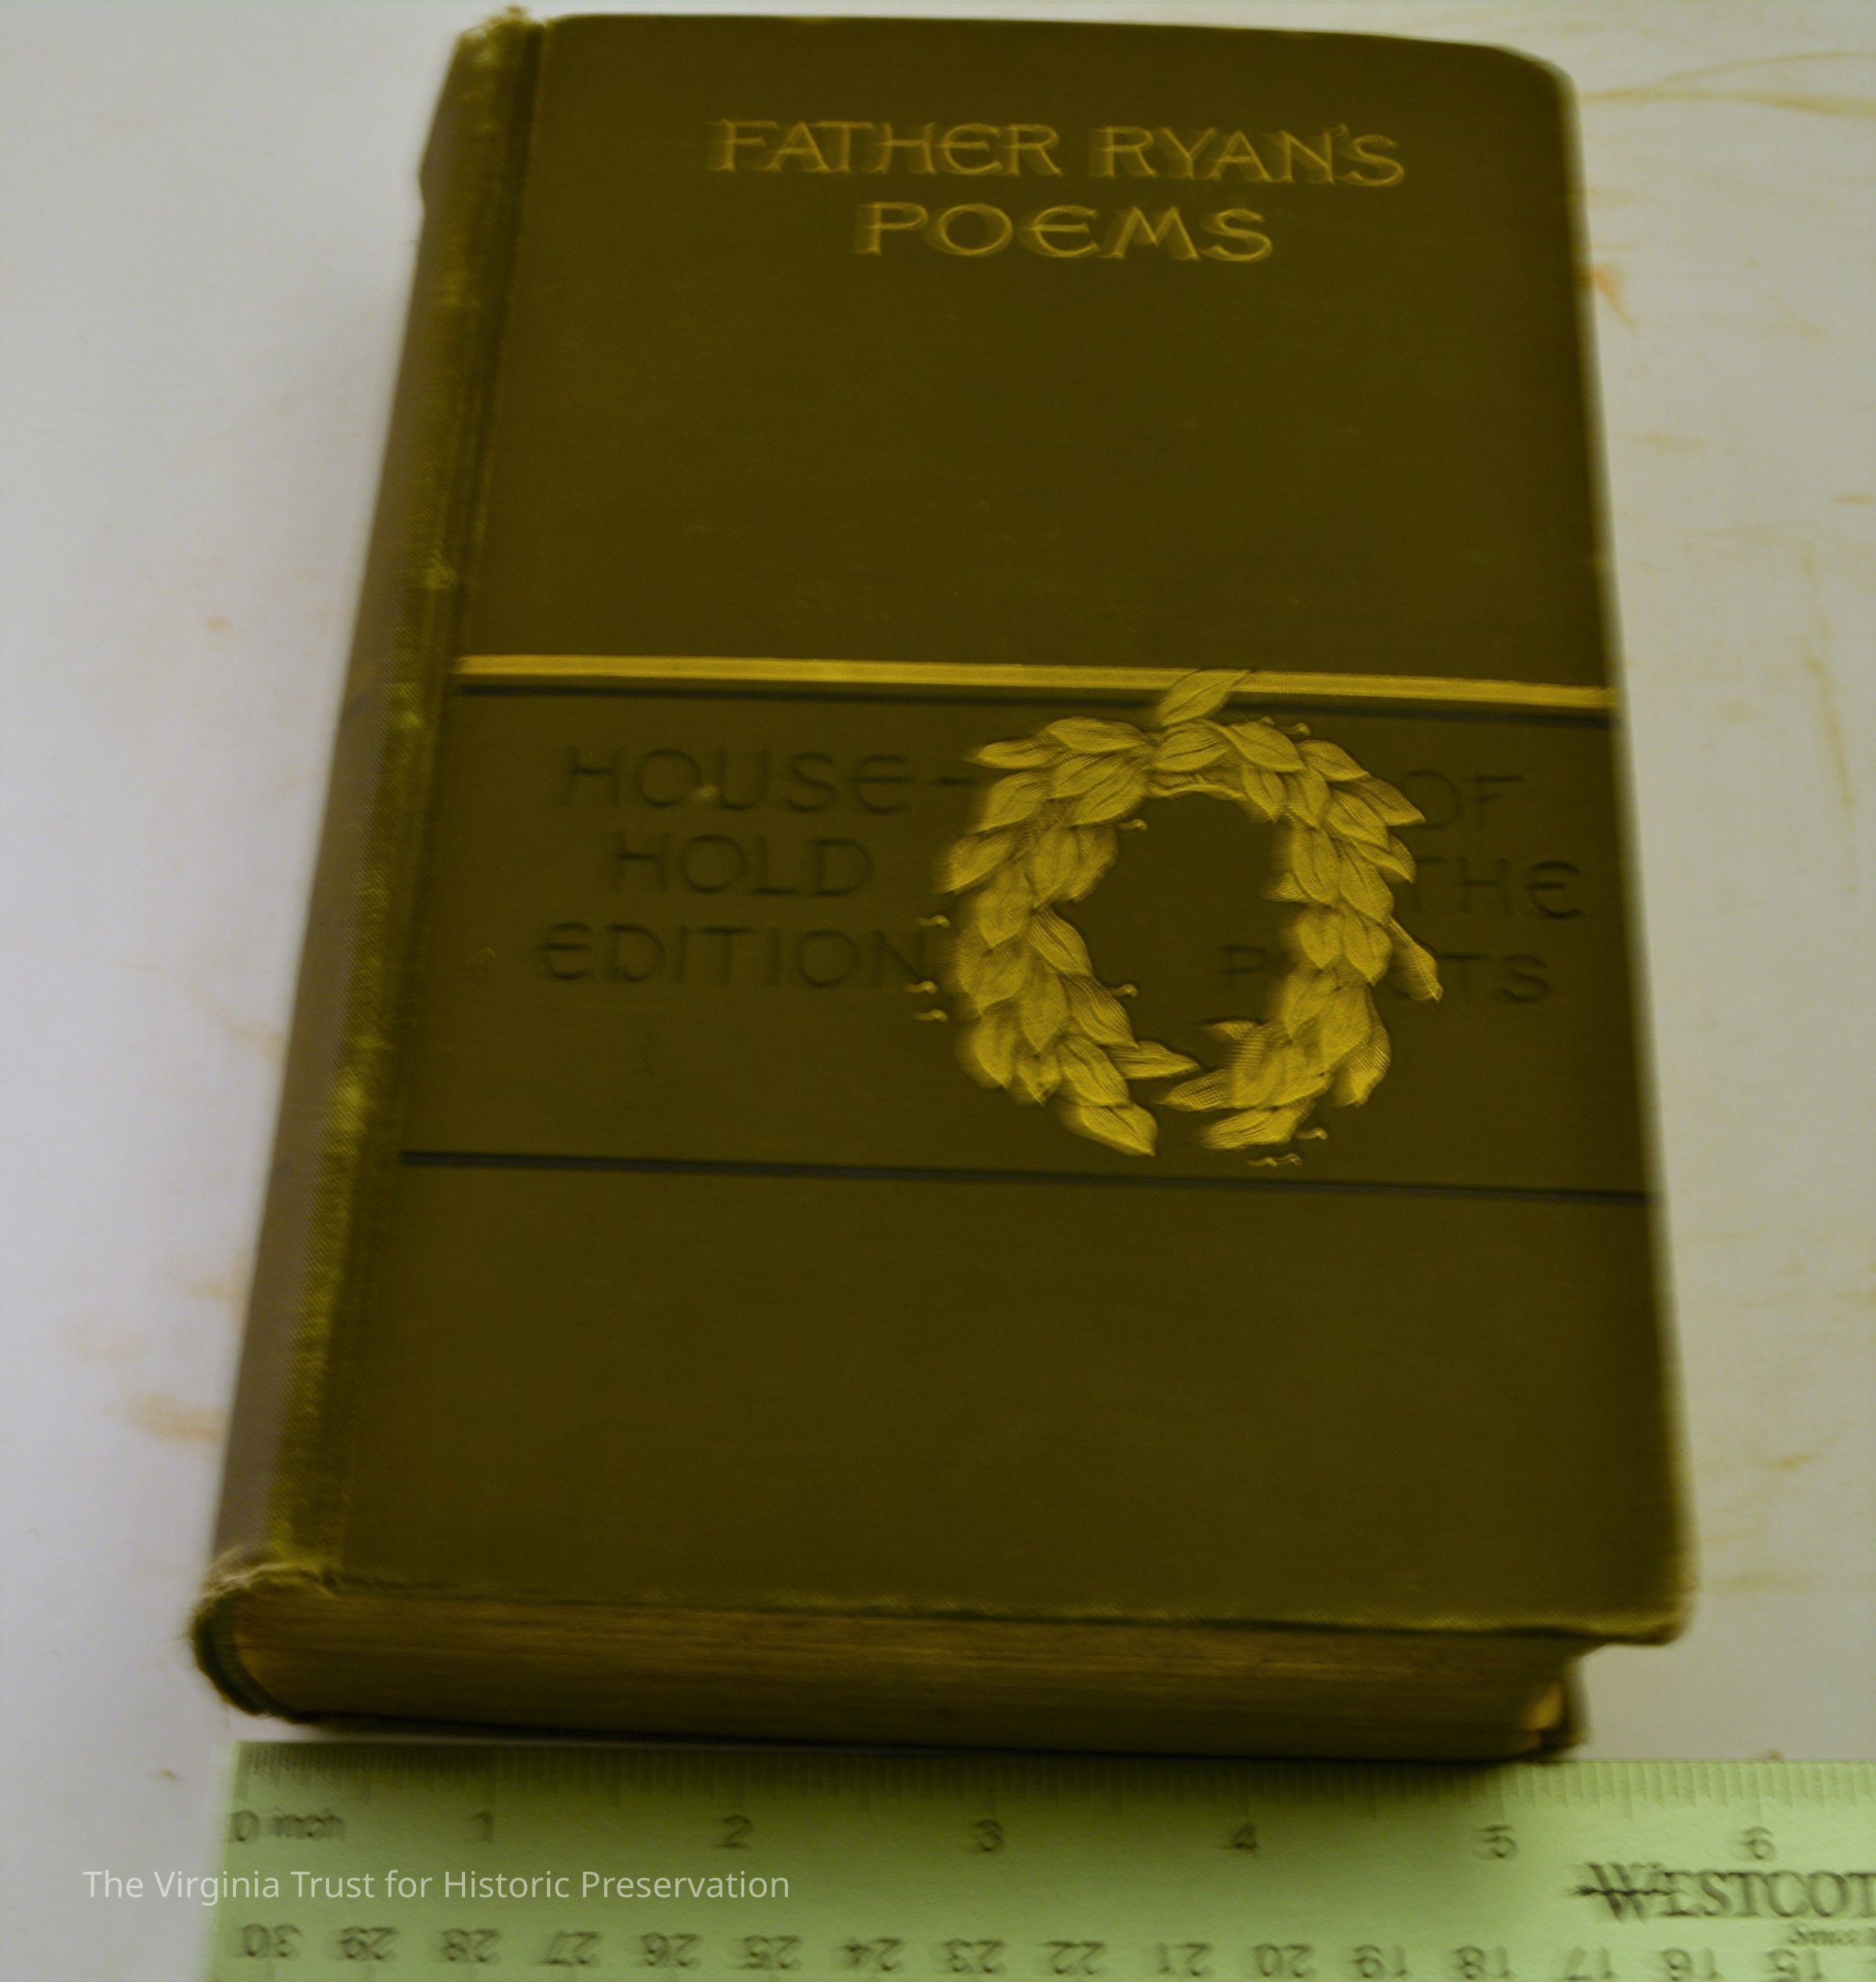 FATHER RYAN'S
POEMS
HOUSE-
HOLD
EDITION
OF
THE
POETS
0 inch 1 2 3 4 5 6
WESTCOT
The Virginia Trust for Historic Preservation
30 29 28 27 26 25 24 23 22 21 20 19 18 17 16 15